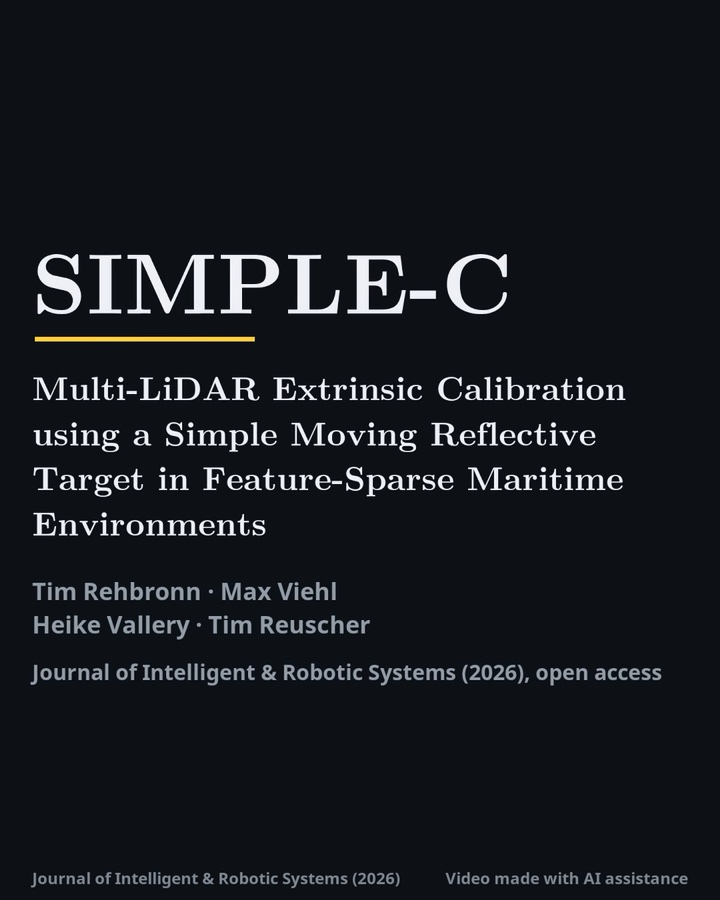 SIMPLE-C
Multi-LiDAR Extrinsic Calibration
using a Simple Moving Reflective
Target in Feature-Sparse Maritime
Environments
Tim Rehbronn · Max Viehl
Heike Vallery · Tim Reuscher
Journal of Intelligent & Robotic Systems (2026), open access
Journal of Intelligent & Robotic Systems (2026)
Video made with AI assistance